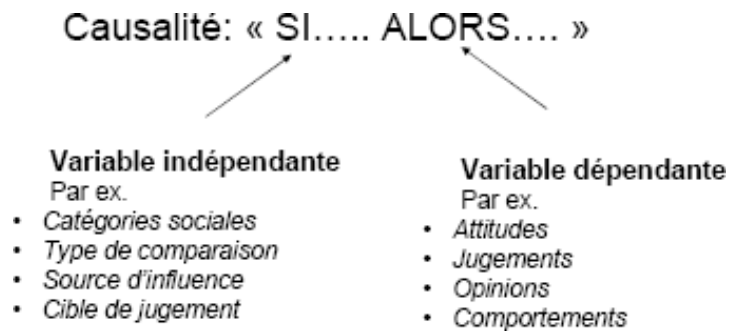 Causalité: « SI….. ALORS…. »
Variable indépendante
Par ex.
• Catégories sociales
• Type de comparaison
• Source d'influence
• Cible de jugement
Variable dépendante
Par ex.
• Attitudes
• Jugements
• Opinions
• Comportements